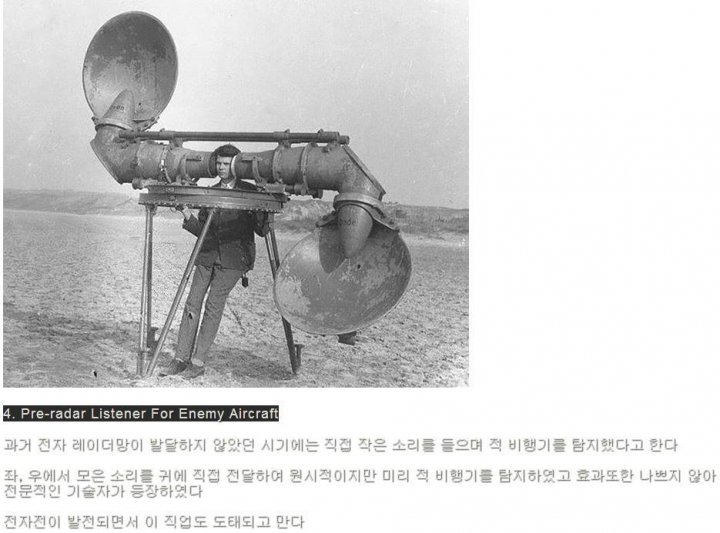 4. Pre-radar Listener For Enemy Aircraft
과거 전자 레이더망이 발달하지 않았던 시기에는 직접 작은 소리를 들으며 적 비행기를 탐지했다고 한다
좌, 우에서 모은 소리를 귀에 직접 전달하여 원시적이지만 미리 적 비행기를 탐지하였고 효과또한 나쁘지 않아
전문적인 기술자가 등장하였다
전자전이 발전되면서 이 직업도 도태되고 만다